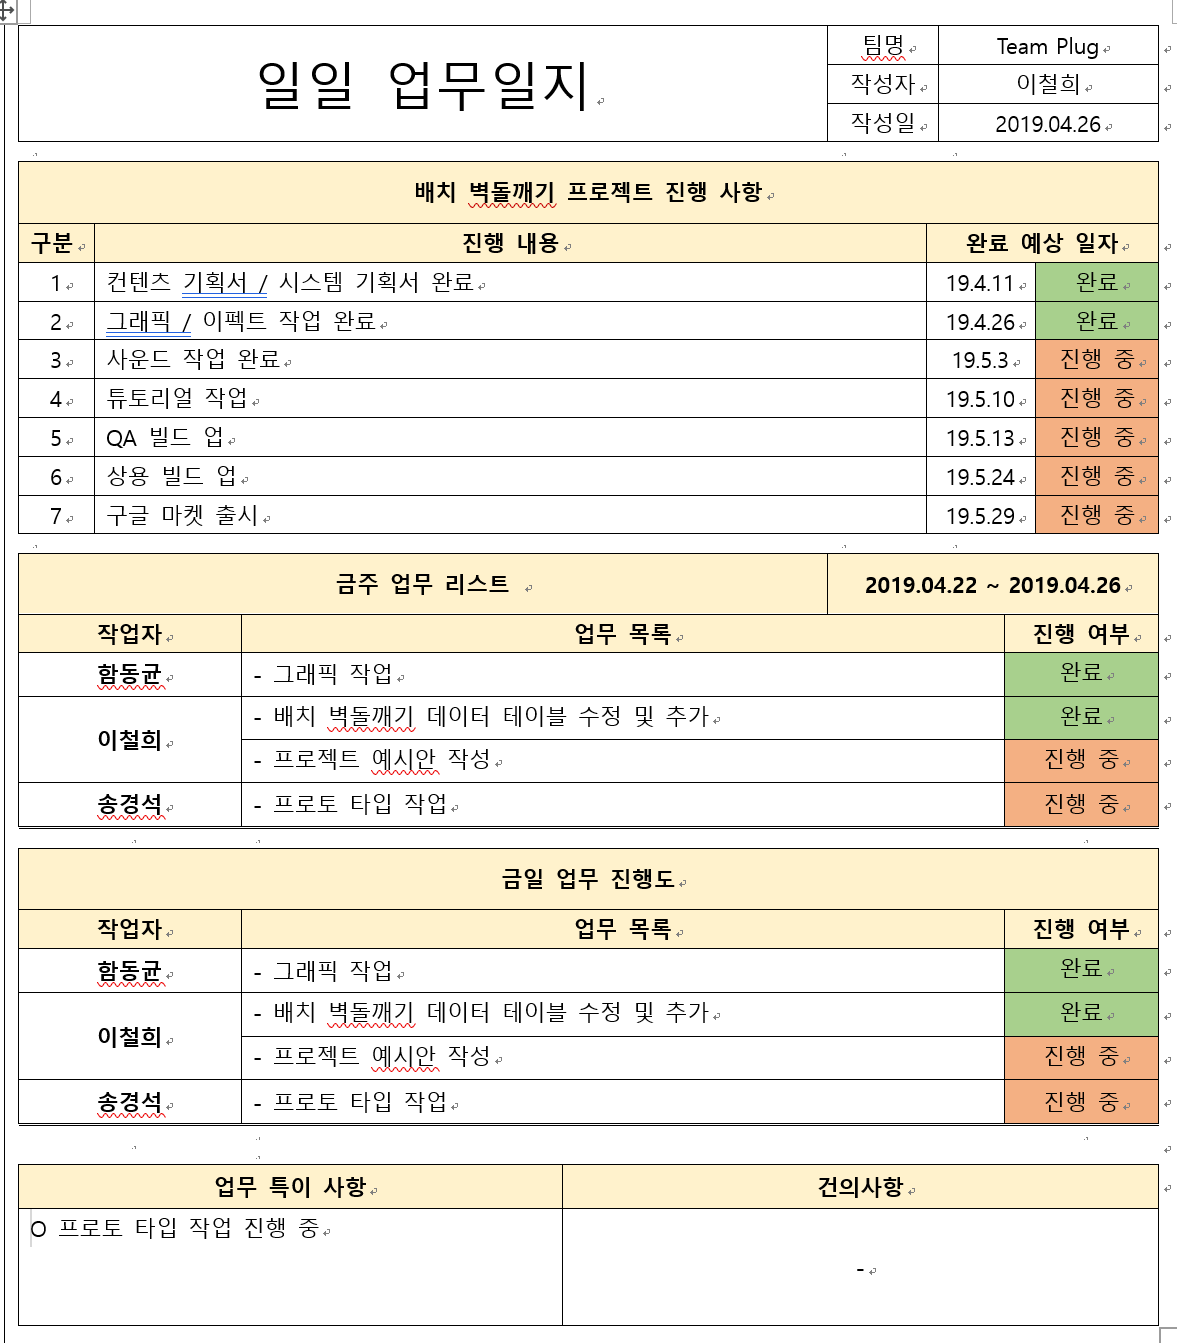 일일 업무일지
팀명 Team Plug
작성자 이철희
작성일 2019.04.26
배치 벽돌깨기 프로젝트 진행 사항
구분 진행 내용 완료 예상 일자
1 컨텐츠 기획서 / 시스템 기획서 완료 19.4.11 완료
2 그래픽 / 이펙트 작업 완료 19.4.26 완료
3 사운드 작업 완료 19.5.3 진행 중
4 튜토리얼 작업 19.5.10 진행 중
5 QA 빌드 업 19.5.13 진행 중
6 상용 빌드 업 19.5.24 진행 중
7 구글 마켓 출시 19.5.29 진행 중
금주 업무 리스트 2019.04.22 ~ 2019.04.26
작업자 업무 목록 진행 여부
함동균 - 그래픽 작업 완료
이철희 - 배치 벽돌깨기 데이터 테이블 수정 및 추가 완료
- 프로젝트 예시안 작성 진행 중
송경석 - 프로토 타입 작업 진행 중
금일 업무 진행도
작업자 업무 목록 진행 여부
함동균 - 그래픽 작업 완료
이철희 - 배치 벽돌깨기 데이터 테이블 수정 및 추가 완료
- 프로젝트 예시안 작성 진행 중
송경석 - 프로토 타입 작업 진행 중
업무 특이 사항 건의사항
O 프로토 타입 작업 진행 중 -